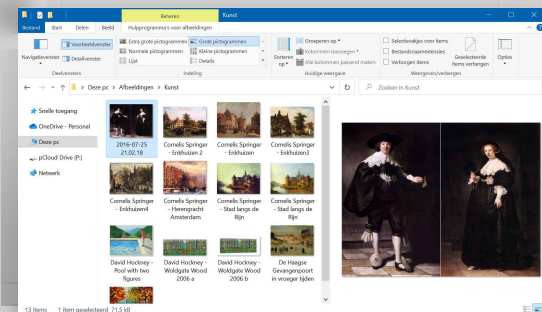 Beheren
Kunst
Bestand
Start
Delen
Beeld
Hulpprogramma's voor afbeeldingen
Navigatievenster
Voorbeeldvenster
Detailvenster
Deelvensters
Extra grote pictogrammen
Grote pictogrammen
Normale pictogrammen
Kleine pictogrammen
Lijst
Details
Indeling
Sorteren op
Groeperen op
Kolommen toevoegen
Alle kolommen passend maken
Huidige weergave
Selectievakjes voor items
Bestandsnaamextensies
Verborgen items
Geselecteerde items verbergen
Weergeven/verbergen
Opties
Deze pc
Afbeeldingen
Kunst
Zoeken in Kunst
Snelle toegang
OneDrive - Personal
Deze pc
pCloud Drive (P:)
Netwerk
2016-07-25
21.02.18
Cornelis Springer
- Enkhuizen 2
Cornelis Springer
- Enkhuizen
Cornelis Springer
- Enkhuizen3
Cornelis Springer
- Enkhuizen4
Cornelis Springer
- Herengracht
Amsterdam
Cornelis Springer
- Stad langs de
Rijn
Cornelis Springer
- Stad langs de
Rijn
David Hockney -
Pool with two
figures
David Hockney -
Woldgate Wood
2006 a
David Hockney -
Woldgate Wood
2006 b
De Haagse
Gevangenpoort
in vroeger tijden
13 items
1 item geselecteerd 71,5 kB